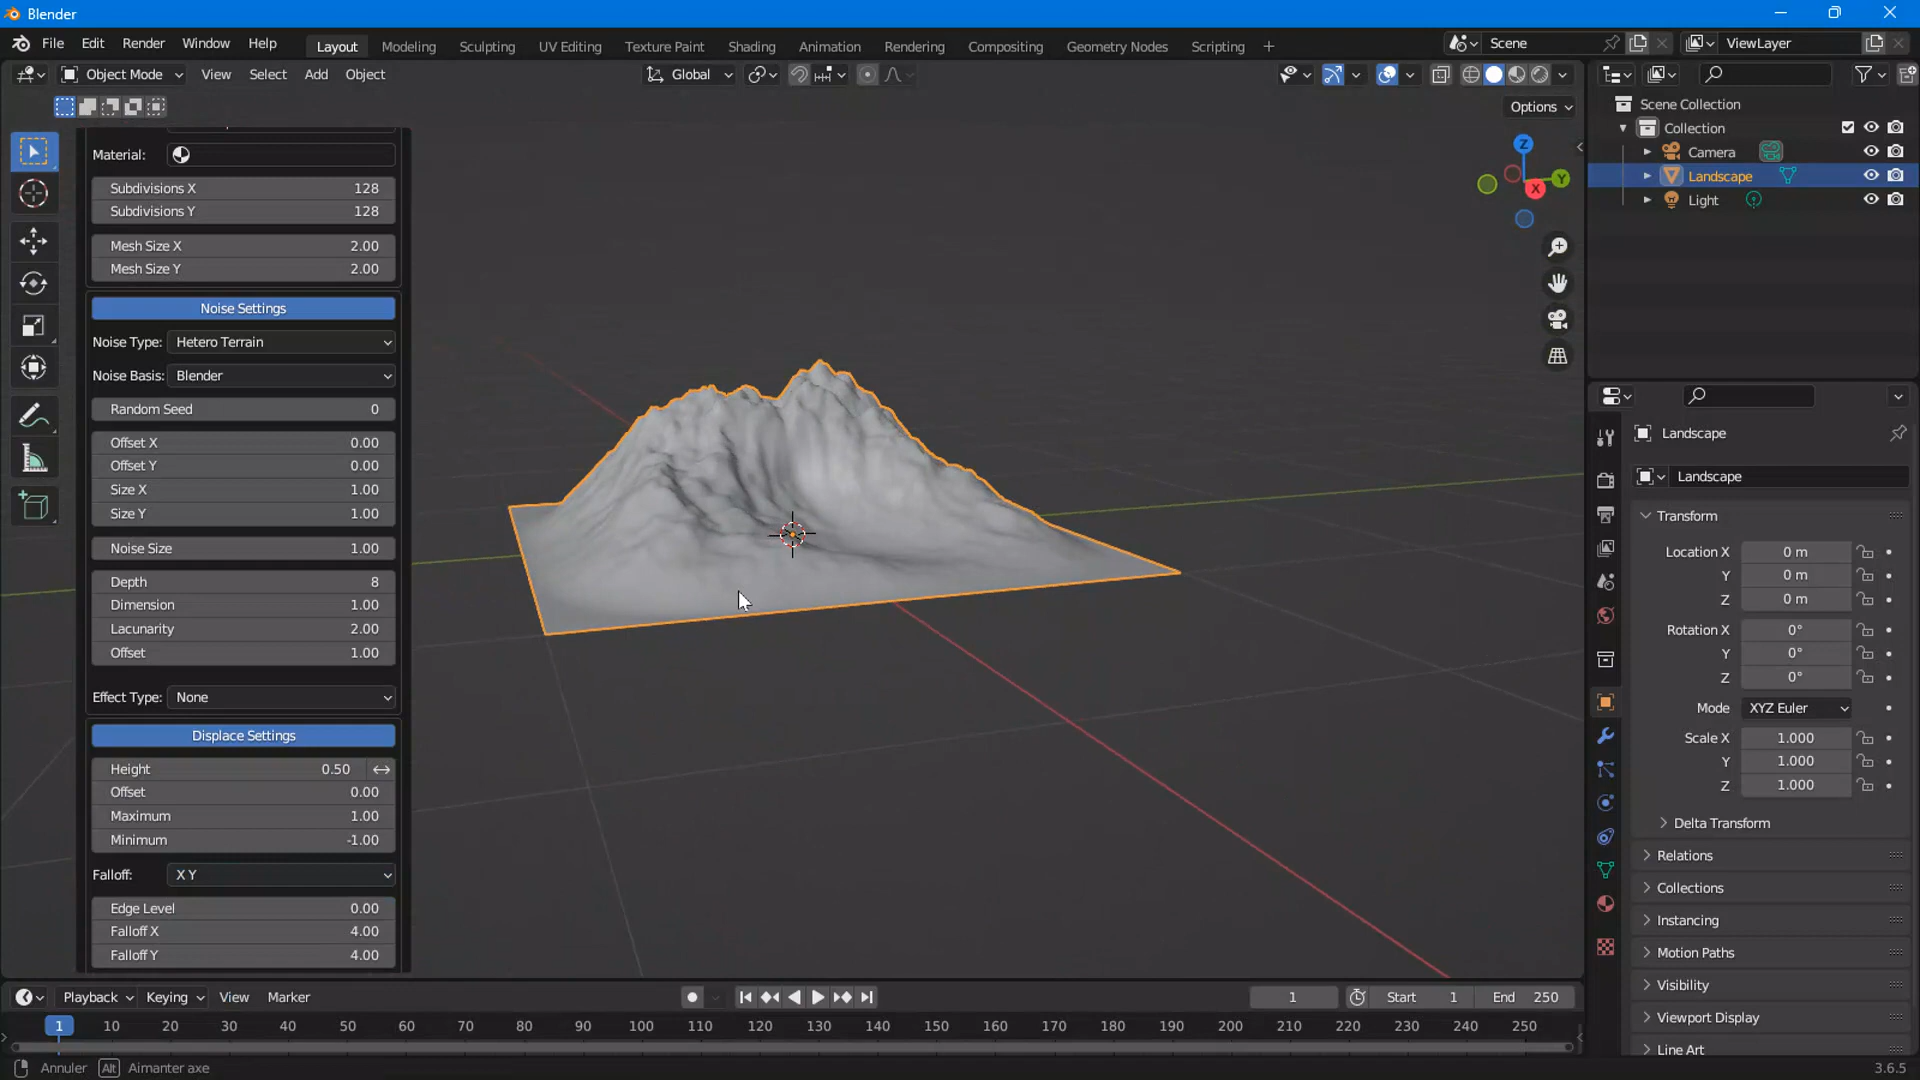 Blender
File Edit Render Window Help Layout Modeling Sculpting UV Editing Texture Paint Shading Animation Rendering Compositing Geometry Nodes Scripting + Scene ViewLayer
Object Mode View Select Add Object Global
Options
Z
Y
X
Material:
Subdivisions X 128
Subdivisions Y 128
Mesh Size X 2.00
Mesh Size Y 2.00
Noise Settings
Noise Type: Hetero Terrain
Noise Basis: Blender
Random Seed 0
Offset X 0.00
Offset Y 0.00
Size X 1.00
Size Y 1.00
Noise Size 1.00
Depth 8
Dimension 1.00
Lacunarity 2.00
Offset 1.00
Effect Type: None
Displace Settings
Height 0.50
Offset 0.00
Maximum 1.00
Minimum -1.00
Falloff: X Y
Edge Level 0.00
Falloff X 4.00
Falloff Y 4.00
Scene Collection
Collection
Camera
Landscape
Light
Landscape
Landscape
Transform
Location X 0 m
Y 0 m
Z 0 m
Rotation X 0°
Y 0°
Z 0°
Mode XYZ Euler
Scale X 1.000
Y 1.000
Z 1.000
Delta Transform
Relations
Collections
Instancing
Motion Paths
Visibility
Viewport Display
Line Art
Playback Keying View Marker 1 Start 1 End 250
1 10 20 30 40 50 60 70 80 90 100 110 120 130 140 150 160 170 180 190 200 210 220 230 240 250
Annuler Alt Aimanter axe 3.6.5